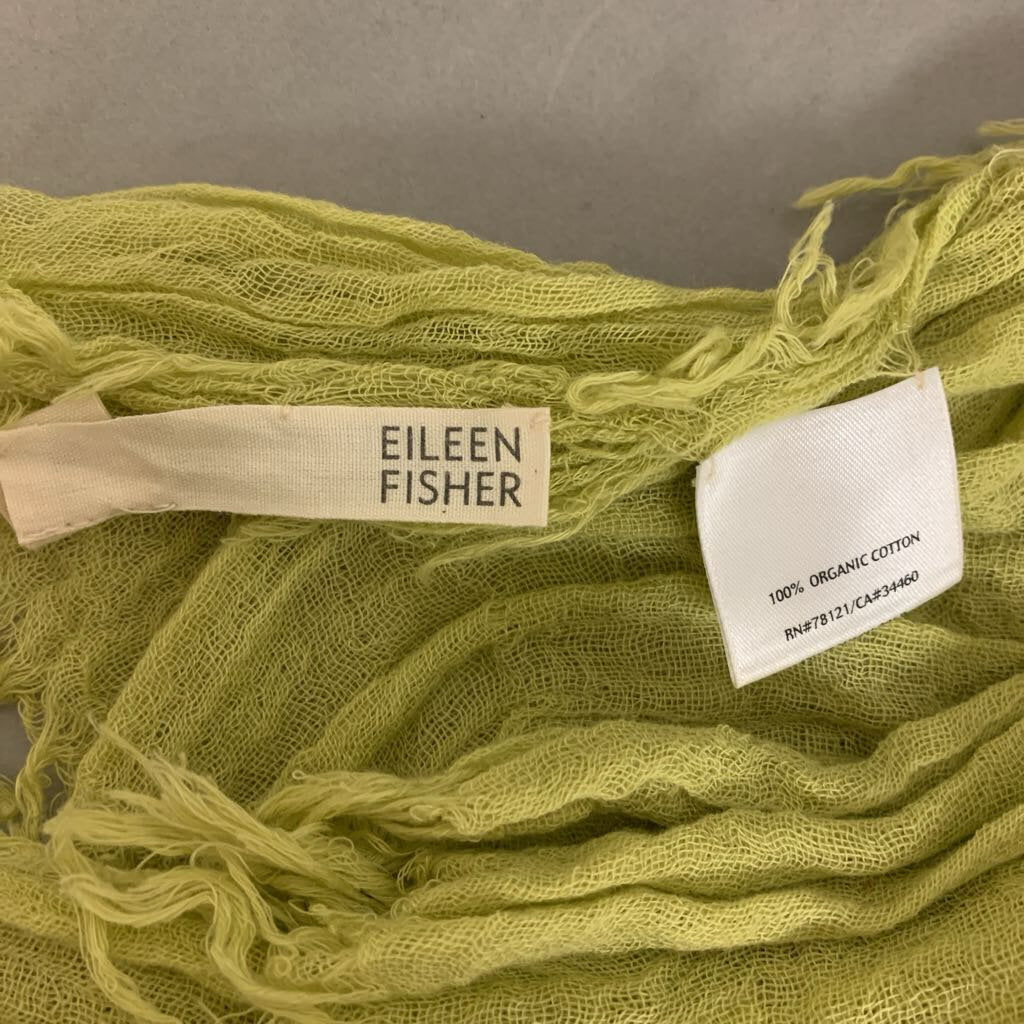 EILEEN
FISHER
100% ORGANIC COTTON
RN#78121/CA#34460